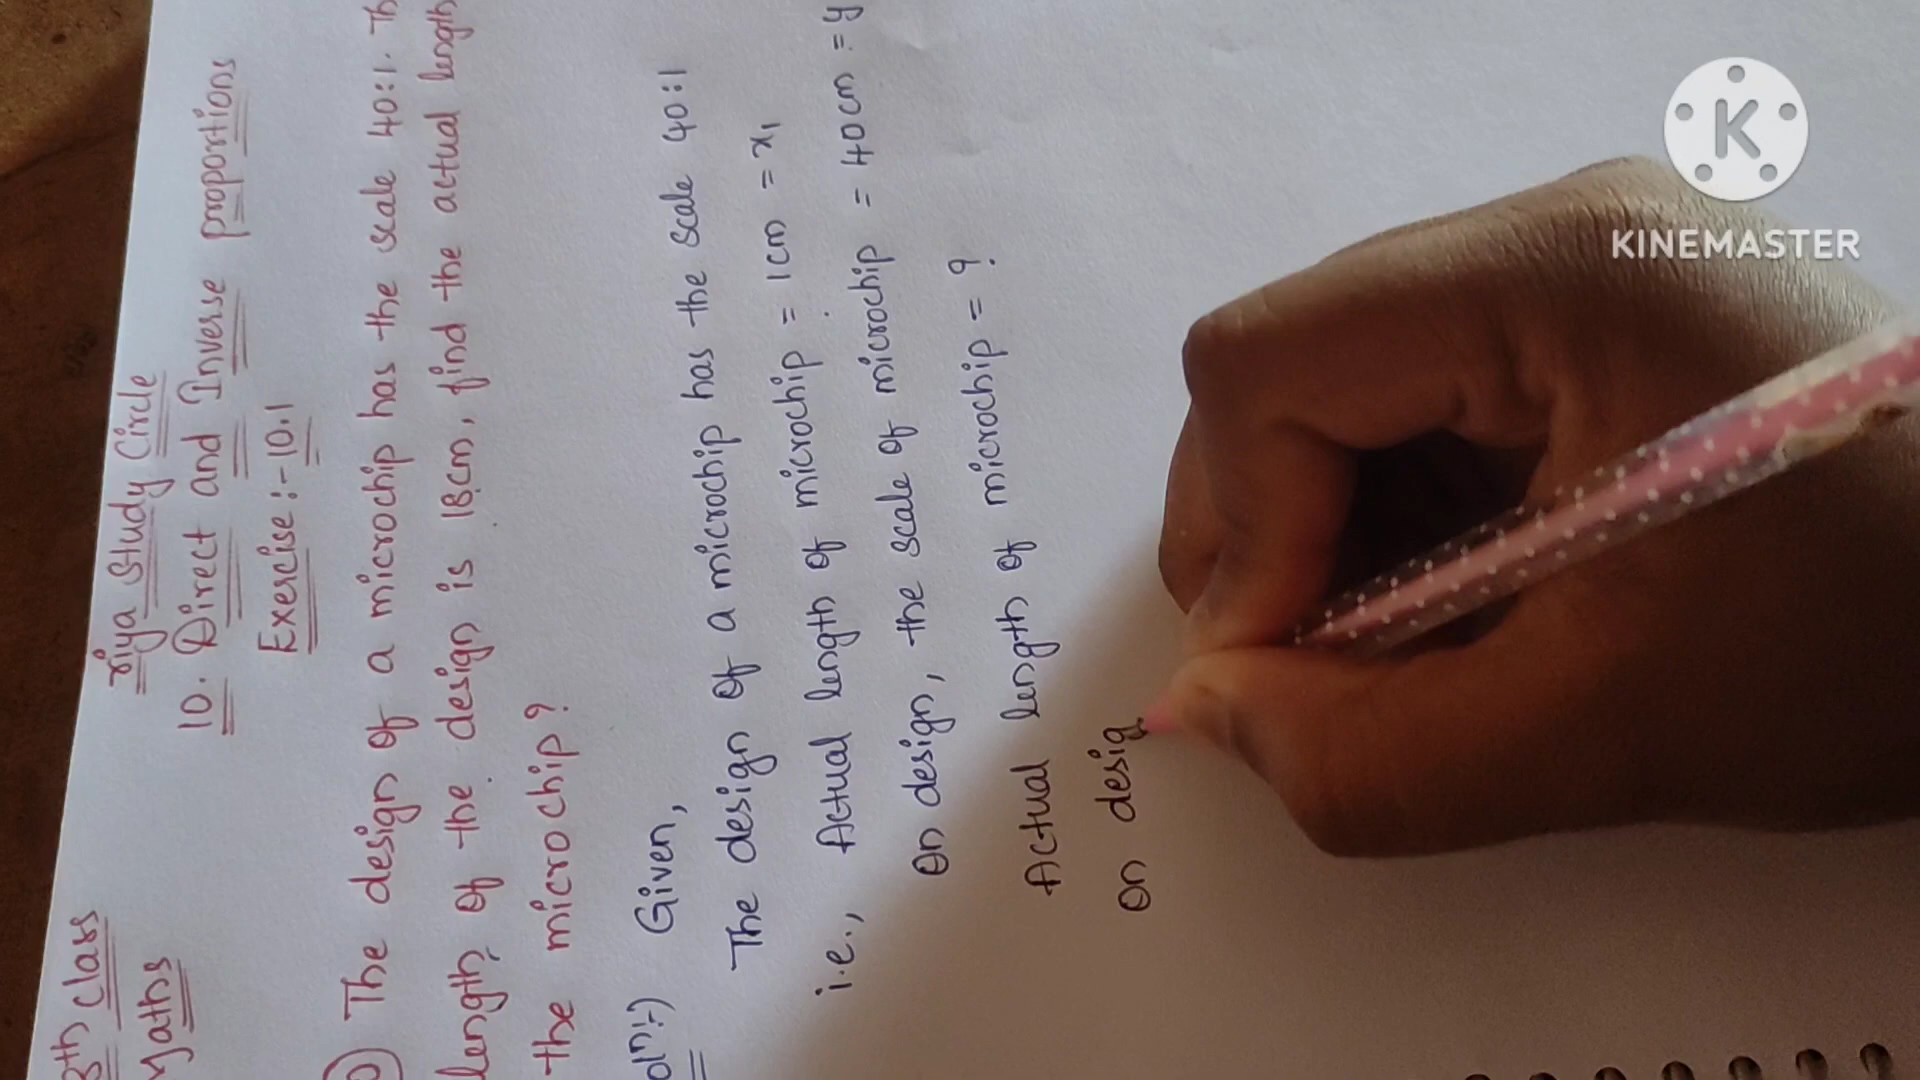 8th class
Maths
riya study Circle
10. Direct and Inverse proportions
Exercise:-10.1
The design of a microchip has the scale 40:1. Th
length of the design is 18cm, find the actual length
the microchip?
Given,
The design of a microchip has the scale 40:1
i.e., Actual length of microchip = 1cm = x1
On design, the scale of microchip = 40cm = y
Actual length of microchip = ?
On desig
KINEMASTER